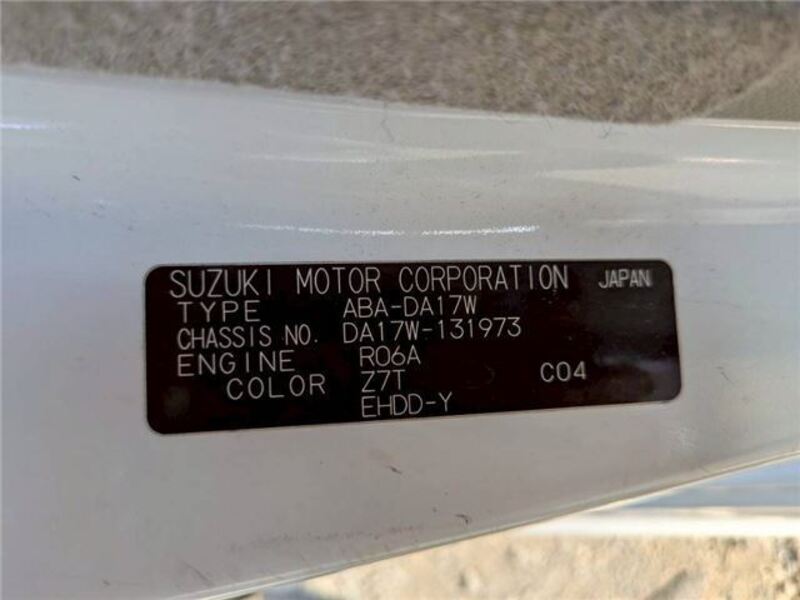 SUZUKI MOTOR CORPORATION JAPAN
TYPE ABA-DA17W
CHASSIS NO. DA17W-131973
ENGINE R06A
COLOR Z7T C04
EHDD-Y